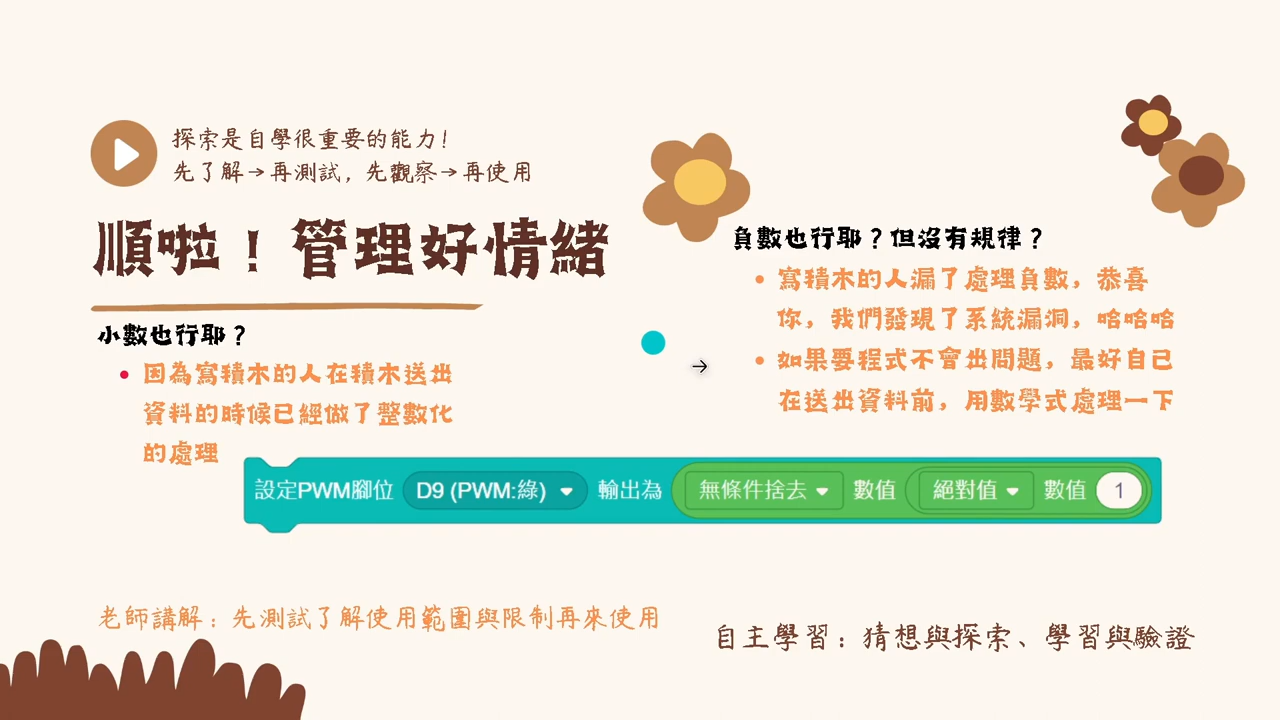 探索是自學很重要的能力！
先了解→再測試，先觀察→再使用
順啦！管理好情緒
小數也行耶？
• 因為寫積木的人在積木送出
資料的時候已經做了整數化
的處理
負數也行耶？但沒有規律？
• 寫積木的人漏了處理負數，恭喜
你，我們發現了系統漏洞，哈哈哈
• 如果要程式不會出問題，最好自己
在送出資料前，用數學式處理一下
設定PWM腳位 D9 (PWM:綠) 輸出為 無條件捨去 數值 絕對值 數值 1
老師講解：先測試了解使用範圍與限制再來使用
自主學習：猜想與探索、學習與驗證